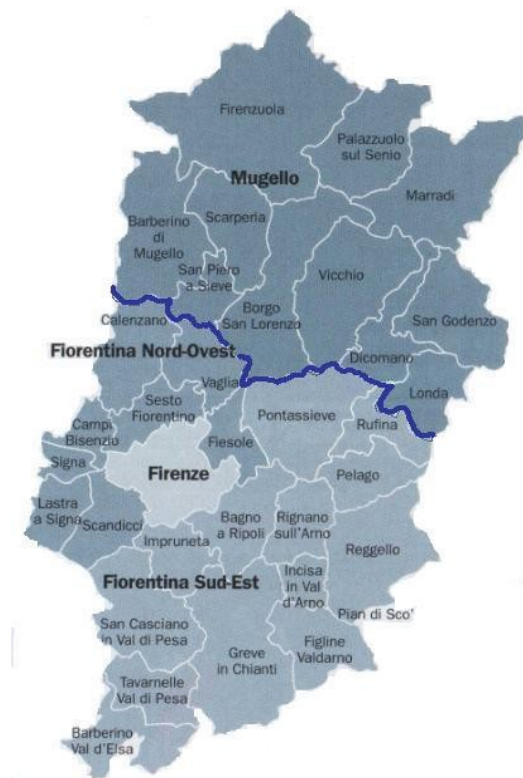 Firenzuola
Palazzuolo
sul Senio
Mugello
Marradi
Scarperia
Barberino
di
Mugello
San Piero
a Sieve
Vicchio
Borgo
San Lorenzo
San Godenzo
Calenzano
Fiorentina Nord-Ovest
Dicomano
Vaglia
Londa
Sesto
Fiorentino
Pontassieve
Rufina
Campi
Bisenzio
Fiesole
Signa
Firenze
Pelago
Lastra
a Signa
Scandicci
Bagno
a Ripoli
Rignano
sull'Arno
Impruneta
Reggello
Fiorentina Sud-Est
Incisa
in Val
d'Arno
Pian di Sco'
San Casciano
in Val di Pesa
Greve
in Chianti
Figline
Valdarno
Tavarnelle
Val di Pesa
Barberino
Val d'Elsa